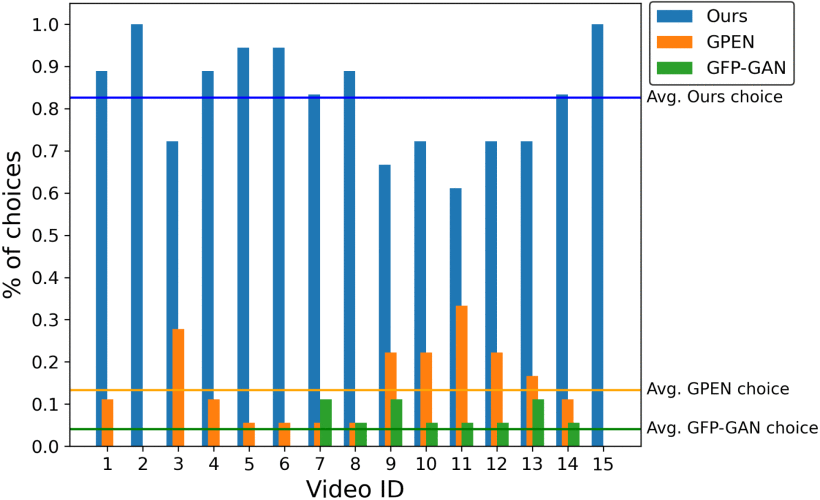 Ours
GPEN
GFP-GAN
1.0
0.9
0.8
0.7
0.6
0.5
0.4
0.3
0.2
0.1
0.0
% of choices
Avg. Ours choice
Avg. GPEN choice
Avg. GFP-GAN choice
1 2 3 4 5 6 7 8 9 10 11 12 13 14 15
Video ID